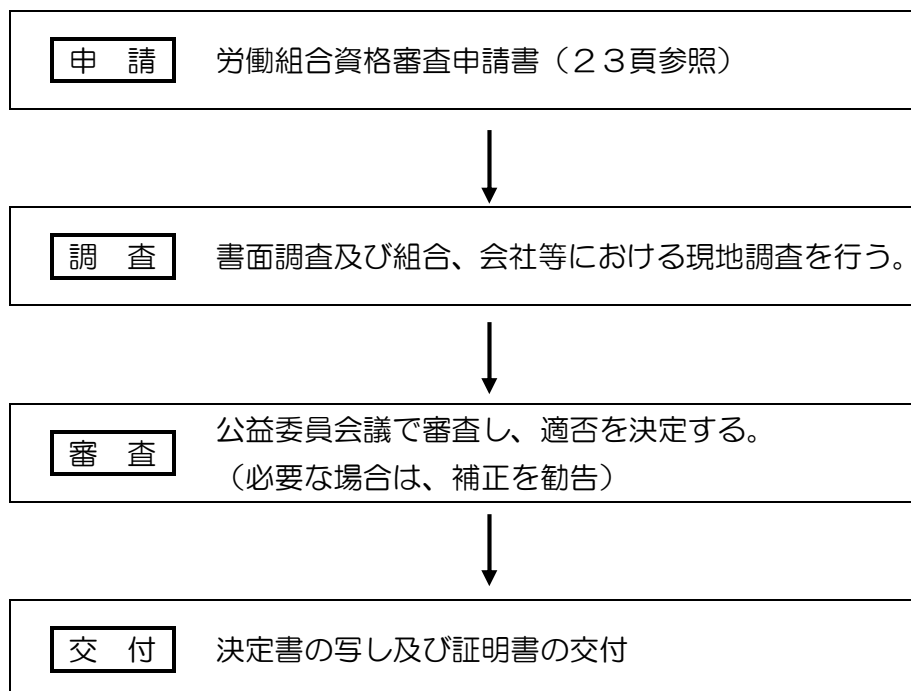 申　請　労働組合資格審査申請書（２３頁参照）
調　査　書面調査及び組合、会社等における現地調査を行う。
審　査　公益委員会議で審査し、適否を決定する。
（必要な場合は、補正を勧告）
交　付　決定書の写し及び証明書の交付